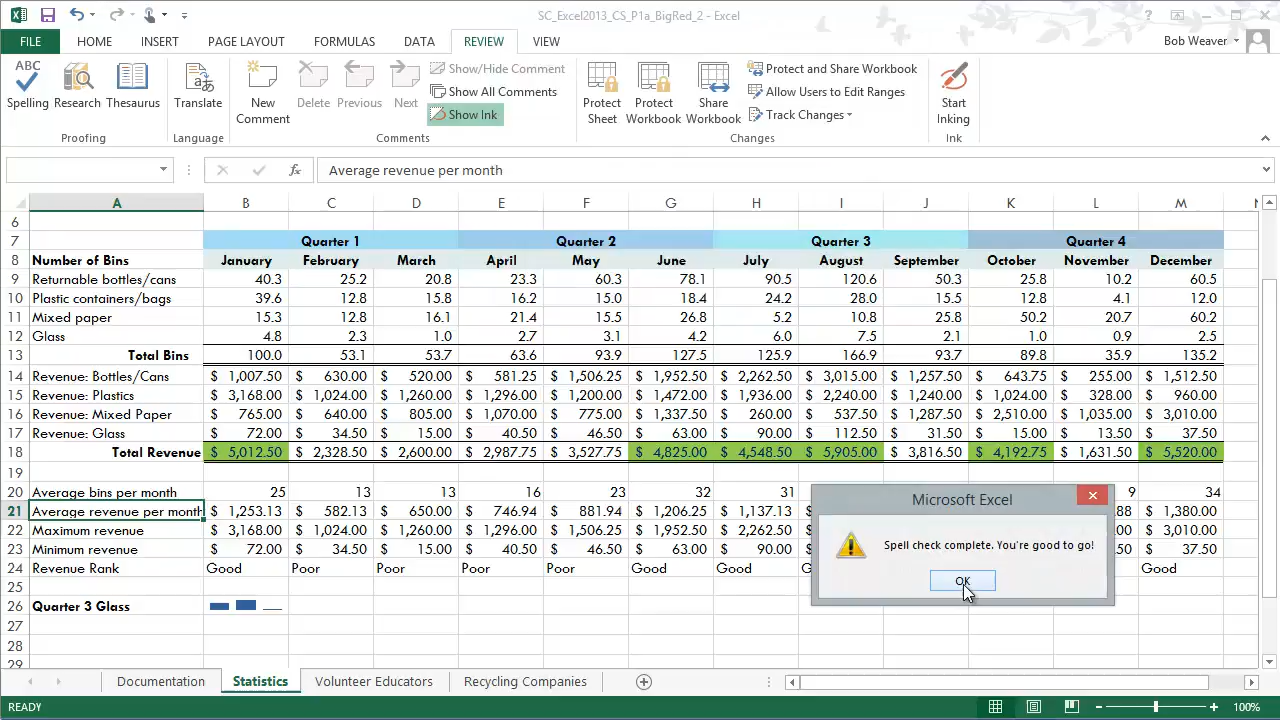 SC_Excel2013_CS_P1a_BigRed_2 - Excel
FILE HOME INSERT PAGE LAYOUT FORMULAS DATA REVIEW VIEW Bob Weaver
ABC
Spelling Research Thesaurus Translate New Comment Delete Previous Next
Show/Hide Comment
Show All Comments
Show Ink
Protect Sheet Protect Workbook Share Workbook
Protect and Share Workbook
Allow Users to Edit Ranges
Track Changes
Start Inking
Proofing Language Comments Changes Ink
fx Average revenue per month
A B C D E F G H I J K L M
6
7 Quarter 1 Quarter 2 Quarter 3 Quarter 4
8 Number of Bins January February March April May June July August September October November December
9 Returnable bottles/cans 40.3 25.2 20.8 23.3 60.3 78.1 90.5 120.6 50.3 25.8 10.2 60.5
10 Plastic containers/bags 39.6 12.8 15.8 16.2 15.0 18.4 24.2 28.0 15.5 12.8 4.1 12.0
11 Mixed paper 15.3 12.8 16.1 21.4 15.5 26.8 5.2 10.8 25.8 50.2 20.7 60.2
12 Glass 4.8 2.3 1.0 2.7 3.1 4.2 6.0 7.5 2.1 1.0 0.9 2.5
13 Total Bins 100.0 53.1 53.7 63.6 93.9 127.5 125.9 166.9 93.7 89.8 35.9 135.2
14 Revenue: Bottles/Cans $ 1,007.50 $ 630.00 $ 520.00 $ 581.25 $ 1,506.25 $ 1,952.50 $ 2,262.50 $ 3,015.00 $ 1,257.50 $ 643.75 $ 255.00 $ 1,512.50
15 Revenue: Plastics $ 3,168.00 $ 1,024.00 $ 1,260.00 $ 1,296.00 $ 1,200.00 $ 1,472.00 $ 1,936.00 $ 2,240.00 $ 1,240.00 $ 1,024.00 $ 328.00 $ 960.00
16 Revenue: Mixed Paper $ 765.00 $ 640.00 $ 805.00 $ 1,070.00 $ 775.00 $ 1,337.50 $ 260.00 $ 537.50 $ 1,287.50 $ 2,510.00 $ 1,035.00 $ 3,010.00
17 Revenue: Glass $ 72.00 $ 34.50 $ 15.00 $ 40.50 $ 46.50 $ 63.00 $ 90.00 $ 112.50 $ 31.50 $ 15.00 $ 13.50 $ 37.50
18 Total Revenue $ 5,012.50 $ 2,328.50 $ 2,600.00 $ 2,987.75 $ 3,527.75 $ 4,825.00 $ 4,548.50 $ 5,905.00 $ 3,816.50 $ 4,192.75 $ 1,631.50 $ 5,520.00
19
20 Average bins per month 25 13 13 16 23 32 31 9 34
21 Average revenue per month $ 1,253.13 $ 582.13 $ 650.00 $ 746.94 $ 881.94 $ 1,206.25 $ 1,137.13 88 $ 1,380.00
22 Maximum revenue $ 3,168.00 $ 1,024.00 $ 1,260.00 $ 1,296.00 $ 1,506.25 $ 1,952.50 $ 2,262.50 00 $ 3,010.00
23 Minimum revenue $ 72.00 $ 34.50 $ 15.00 $ 40.50 $ 46.50 $ 63.00 $ 90.00 50 $ 37.50
24 Revenue Rank Good Poor Poor Poor Poor Good Good G Good
25
26 Quarter 3 Glass
27
28
29
Microsoft Excel
Spell check complete. You're good to go!
OK
Documentation Statistics Volunteer Educators Recycling Companies
READY 100%